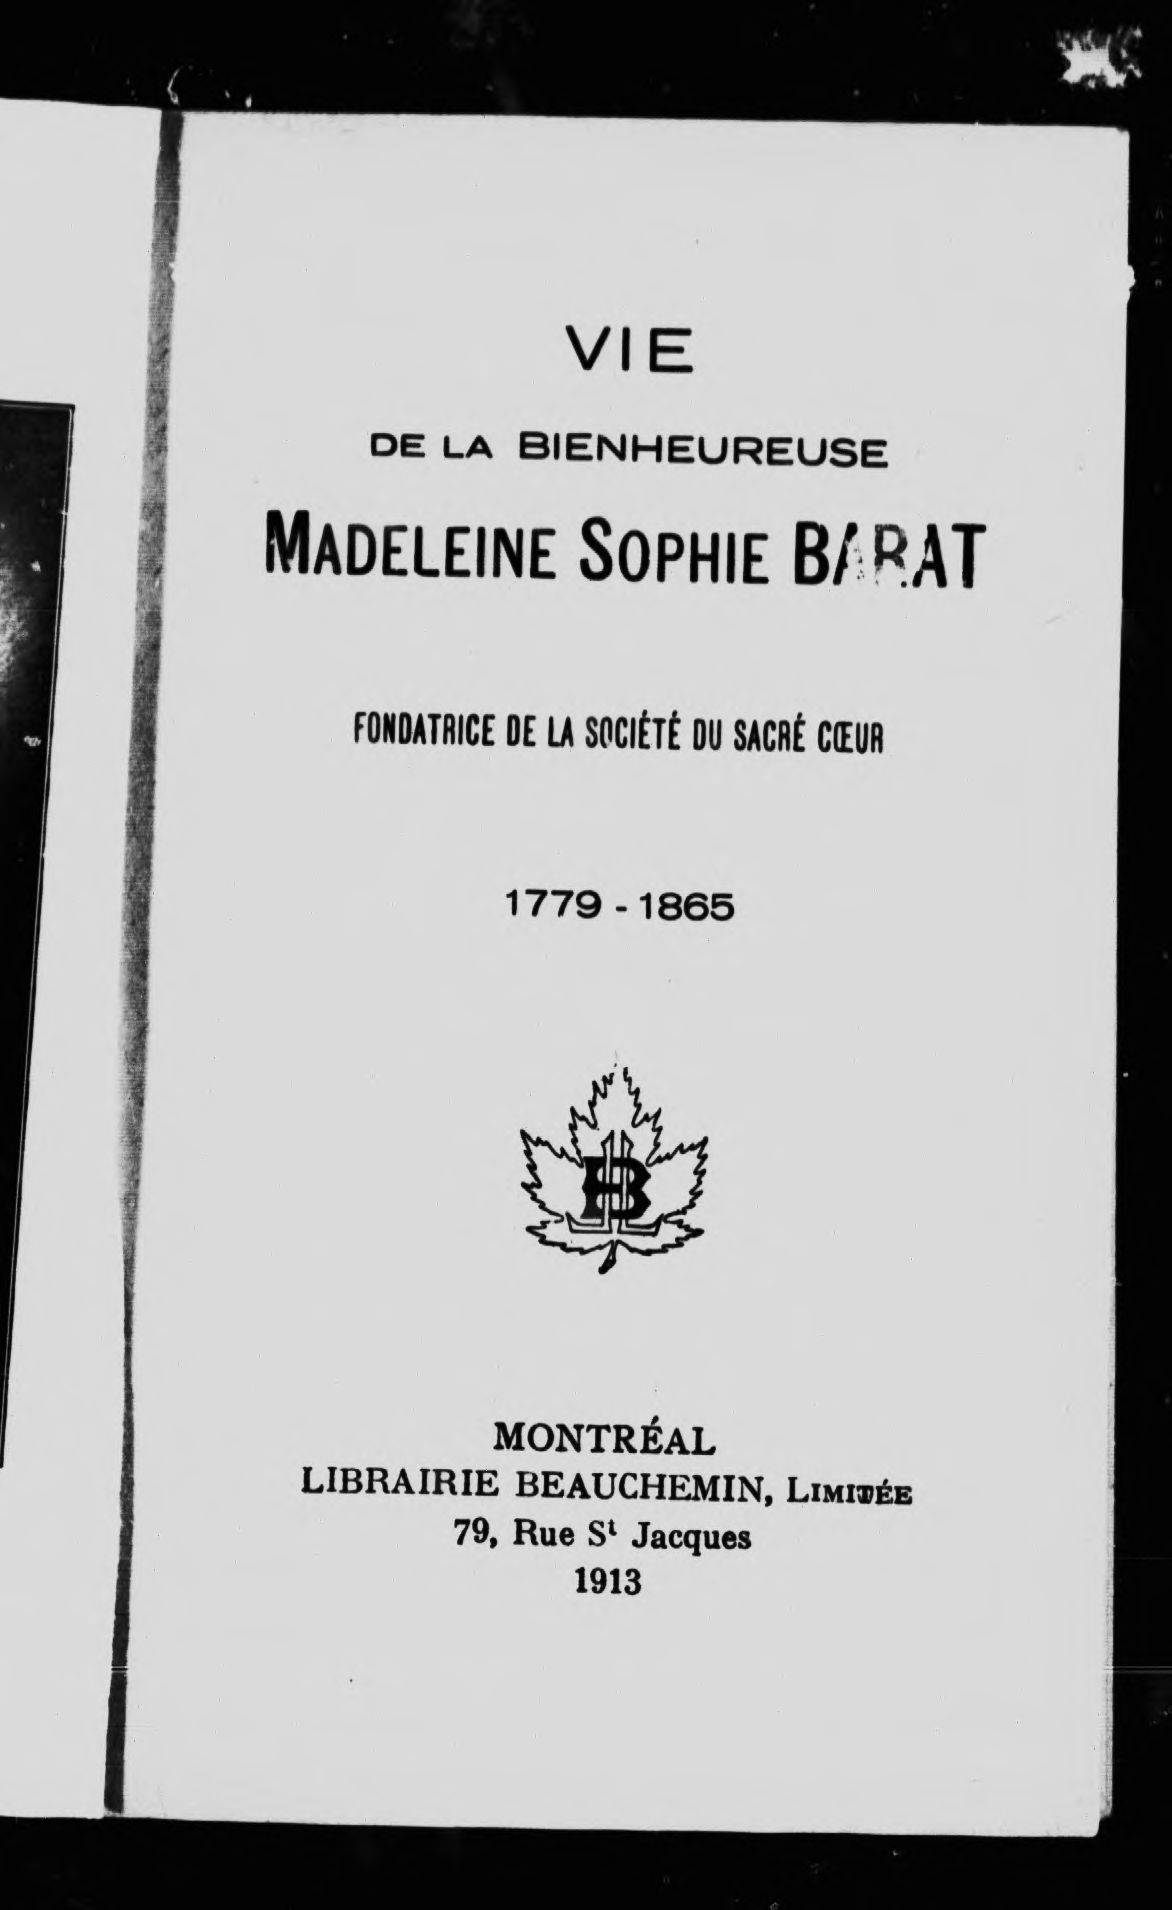 VIE
DE LA BIENHEUREUSE
MADELEINE SOPHIE BARAT
FONDATRICE DE LA SOCIÉTÉ DU SACRÉ CŒUR
1779 - 1865
LB
MONTRÉAL
LIBRAIRIE BEAUCHEMIN, LIMITÉE
79, Rue St Jacques
1913